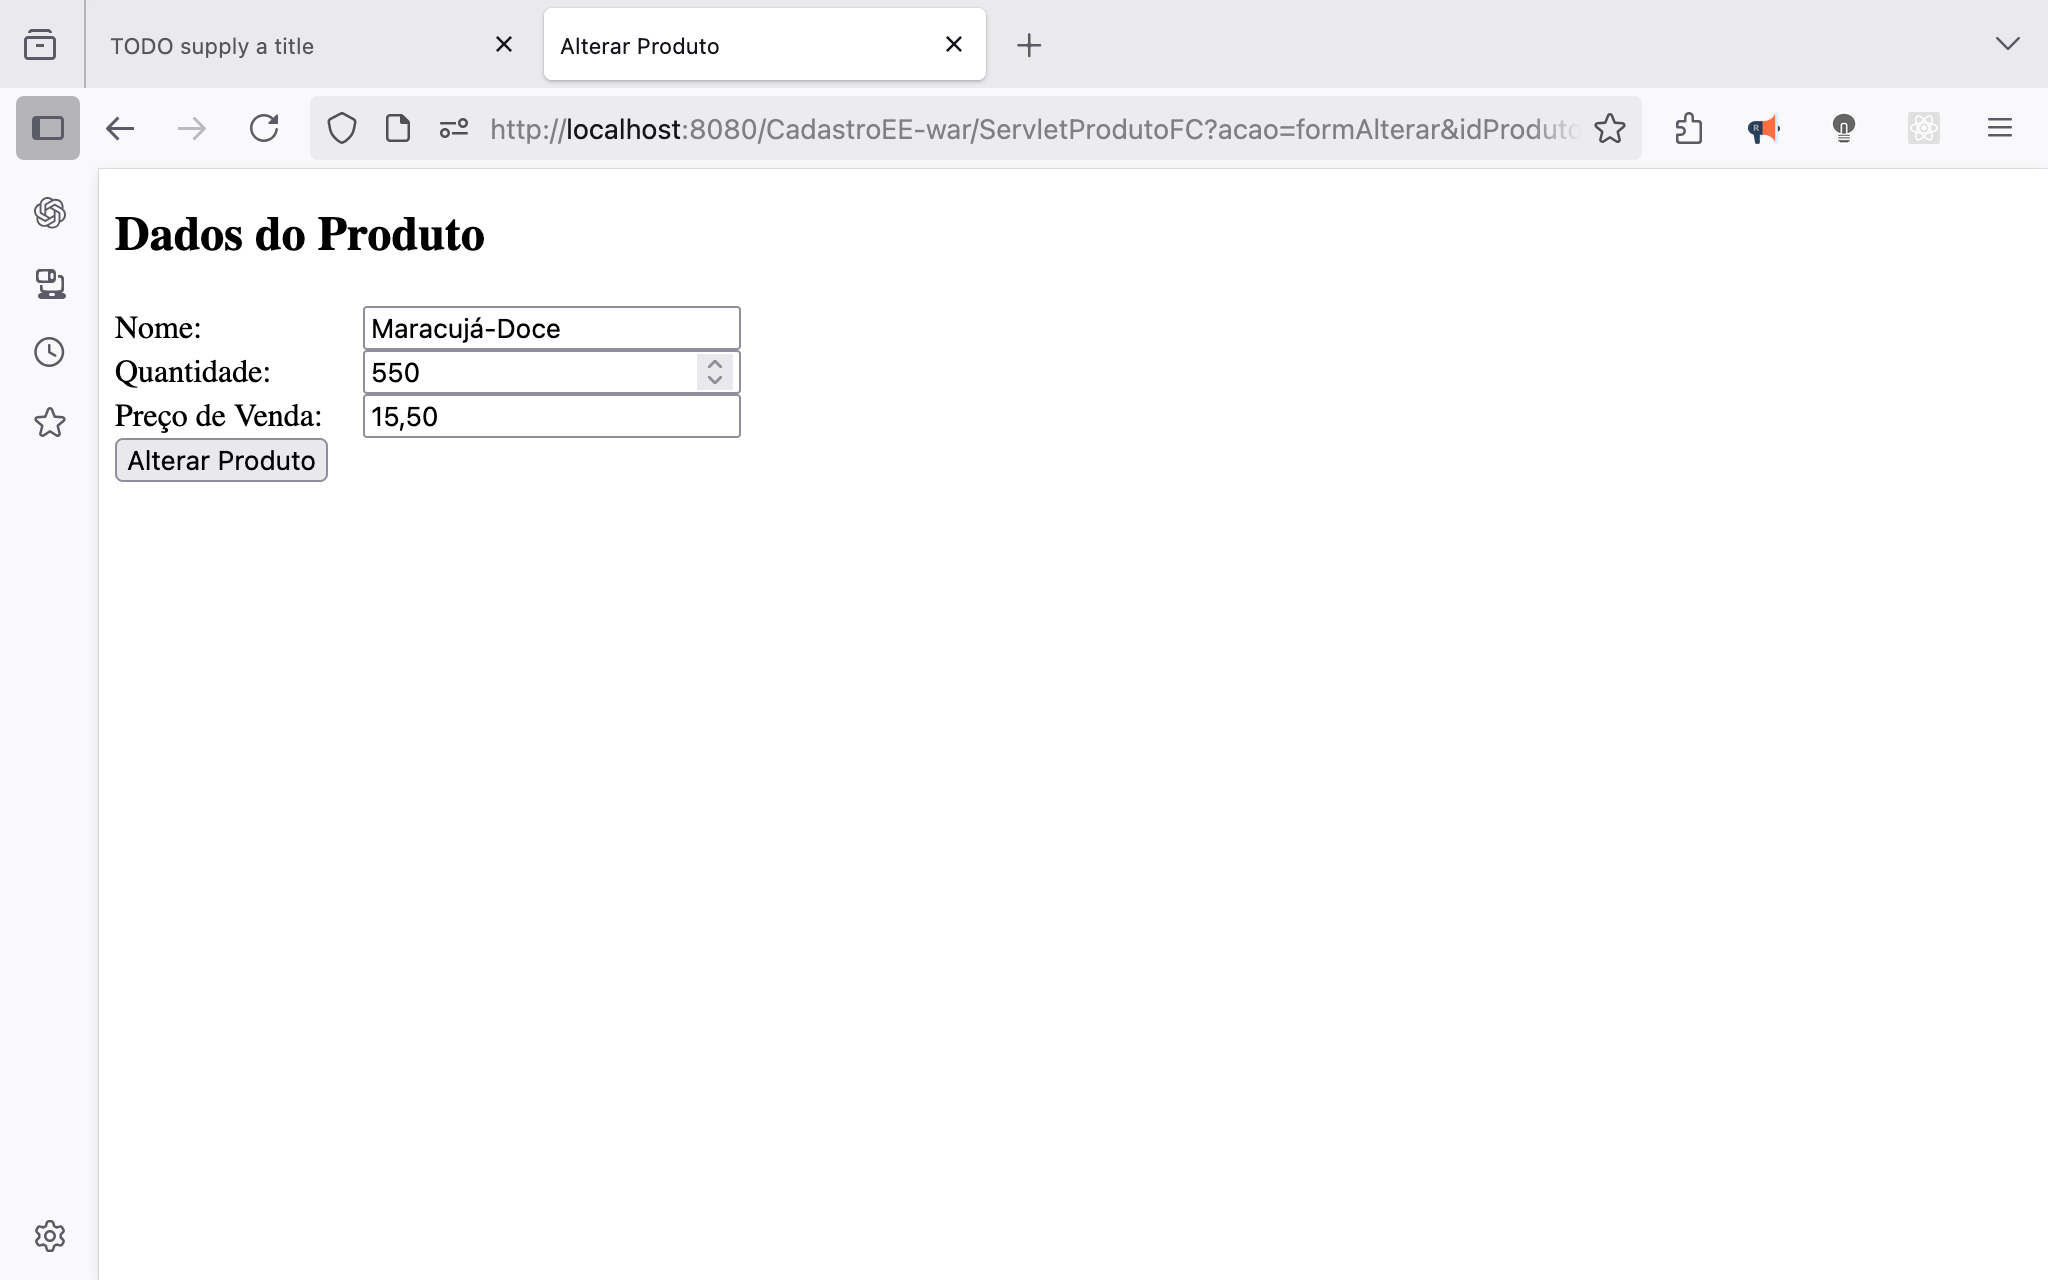 TODO supply a title
Alterar Produto
http://localhost:8080/CadastroEE-war/ServletProdutoFC?acao=formAlterar&idProduto
Dados do Produto
Nome: Maracujá-Doce
Quantidade: 550
Preço de Venda: 15,50
Alterar Produto